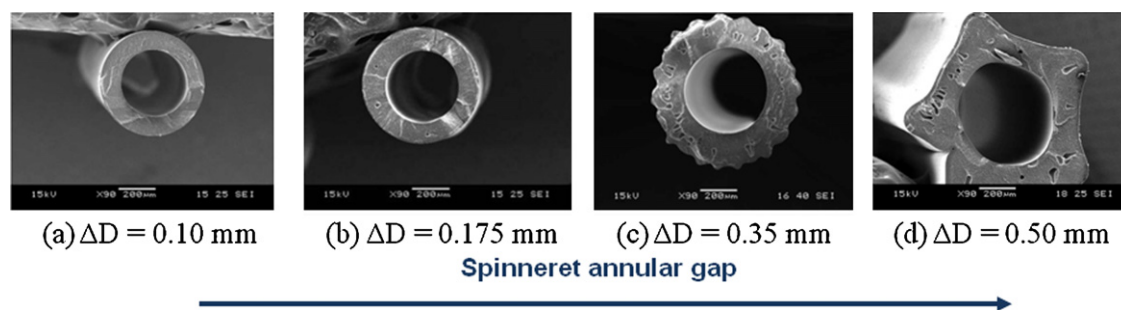 15kV X90 200μm 15 25 SEI
15kV X90 200μm 15 25 SEI
15kV X90 200μm 16 40 SEI
15kV X90 200μm 18 25 SEI
(a) ΔD = 0.10 mm
(b) ΔD = 0.175 mm
(c) ΔD = 0.35 mm
(d) ΔD = 0.50 mm
Spinneret annular gap